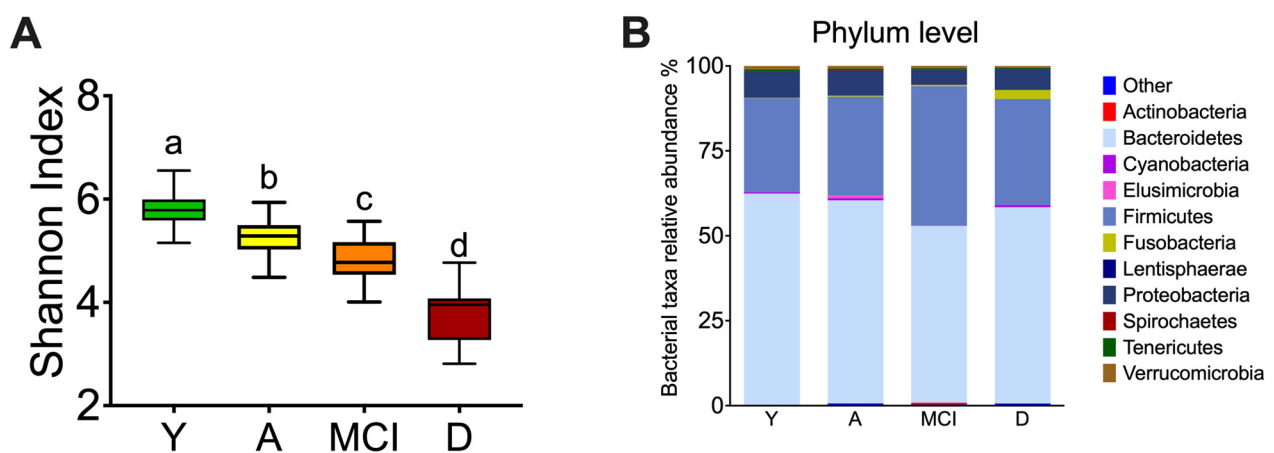 A
Shannon Index
8
6
4
2
a
b
c
d
Y A MCI D
B
Phylum level
Bacterial taxa relative abundance %
100
75
50
25
0
Y A MCI D
Other
Actinobacteria
Bacteroidetes
Cyanobacteria
Elusimicrobia
Firmicutes
Fusobacteria
Lentisphaerae
Proteobacteria
Spirochaetes
Tenericutes
Verrucomicrobia